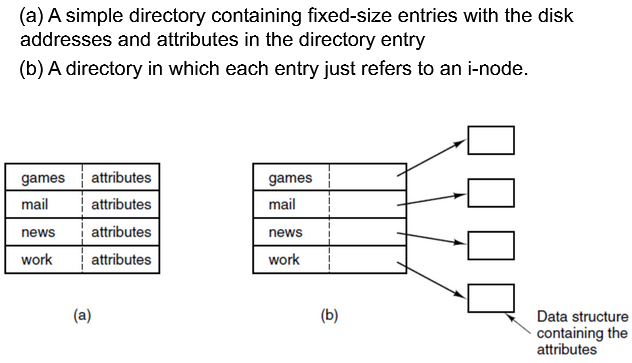 (a) A simple directory containing fixed-size entries with the disk
addresses and attributes in the directory entry
(b) A directory in which each entry just refers to an i-node.
games attributes
mail attributes
news attributes
work attributes
(a)
games
mail
news
work
(b)
Data structure
containing the
attributes